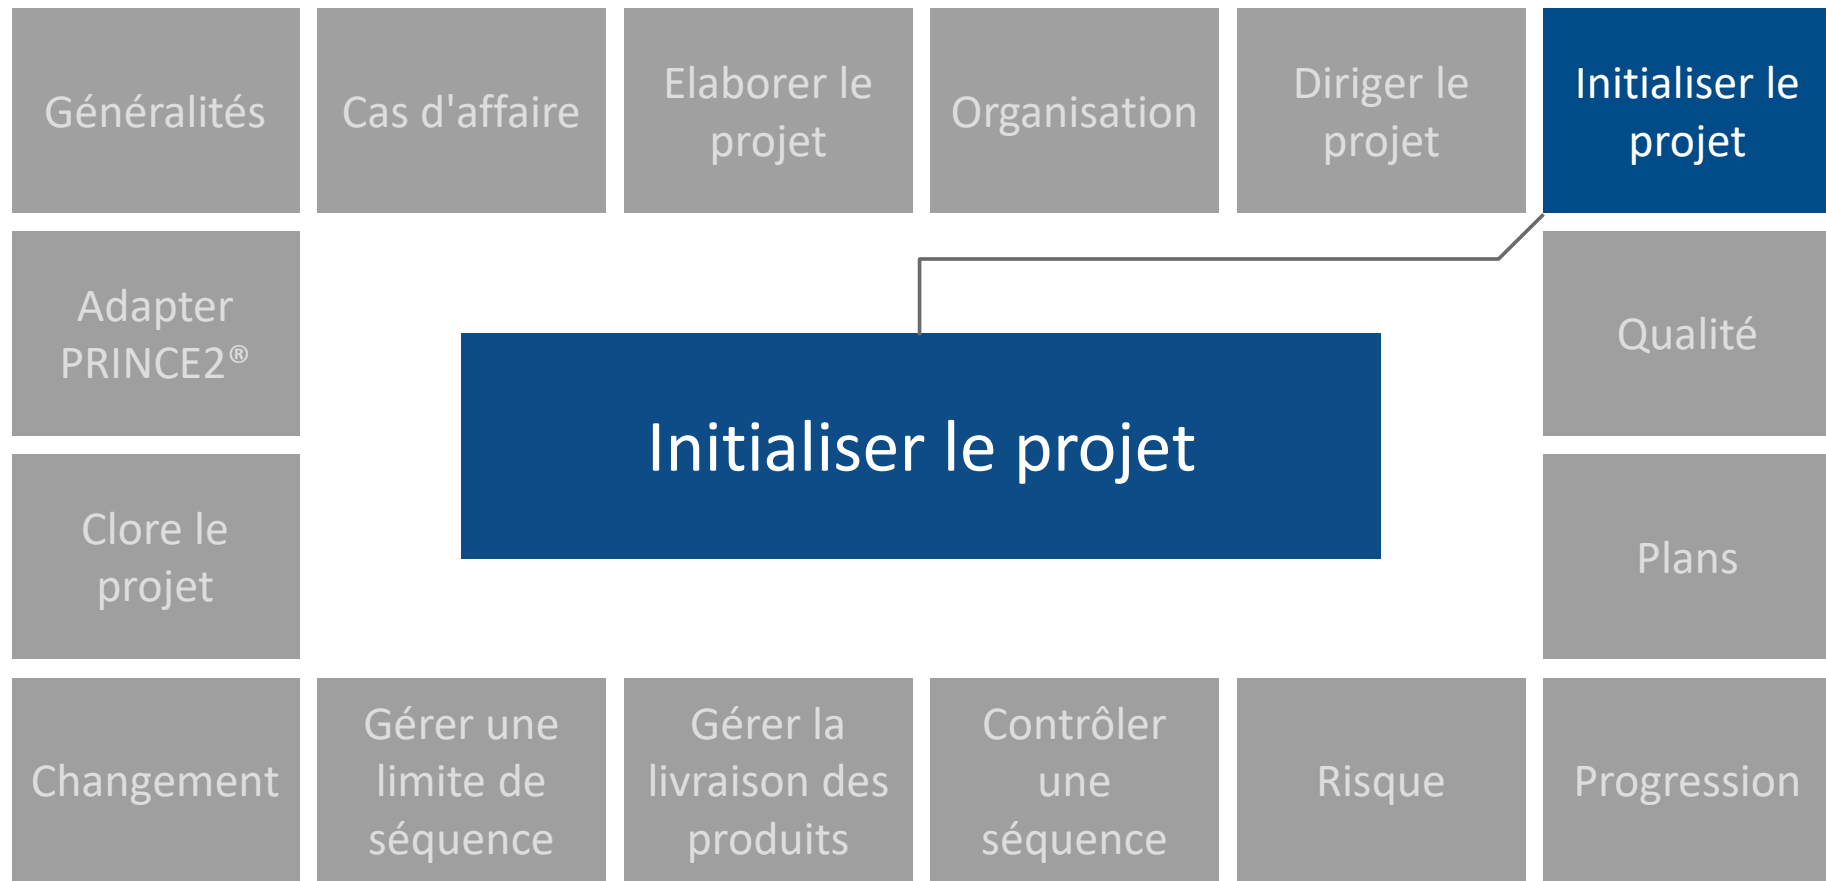 Généralités
Cas d'affaire
Elaborer le
projet
Organisation
Diriger le
projet
Initialiser le
projet
Adapter
PRINCE2®
Qualité
Initialiser le projet
Clore le
projet
Plans
Changement
Gérer une
limite de
séquence
Gérer la
livraison des
produits
Contrôler
une
séquence
Risque
Progression